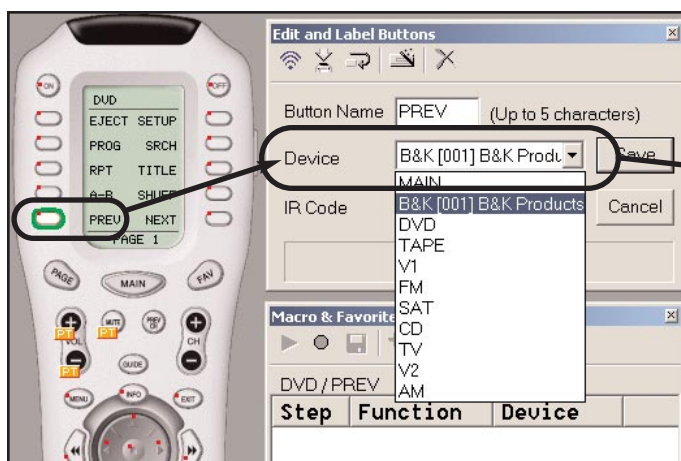 ON
OFF
DVD
EJECT SETUP
PROG SRCH
RPT TITLE
A-B SHUFF
PREV NEXT
PAGE 1
PAGE
MAIN
FAV
PT
VOL
PT
MUTE
PT
PREV CH
CH
GUIDE
MENU
INFO
EXIT
Edit and Label Buttons
Button Name PREV (Up to 5 characters)
Device B&K [001] B&K Produ Save
IR Code Cancel
MAIN
B&K [001] B&K Products
DVD
TAPE
V1
FM
SAT
CD
TV
V2
AM
Macro & Favorite
DVD / PREV
Step Function Device